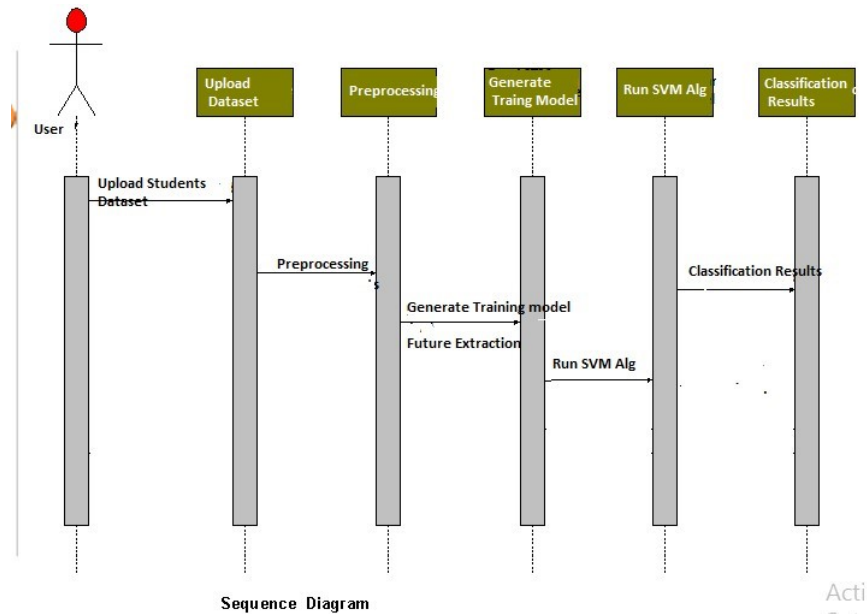 User
Upload
Dataset
Preprocessing
Generate
Traing Model
Run SVM Alg
Classification
Results
Upload Students
Dataset
Preprocessing
Classification Results
Generate Training model
Future Extraction
Run SVM Alg
Sequence Diagram
Acti